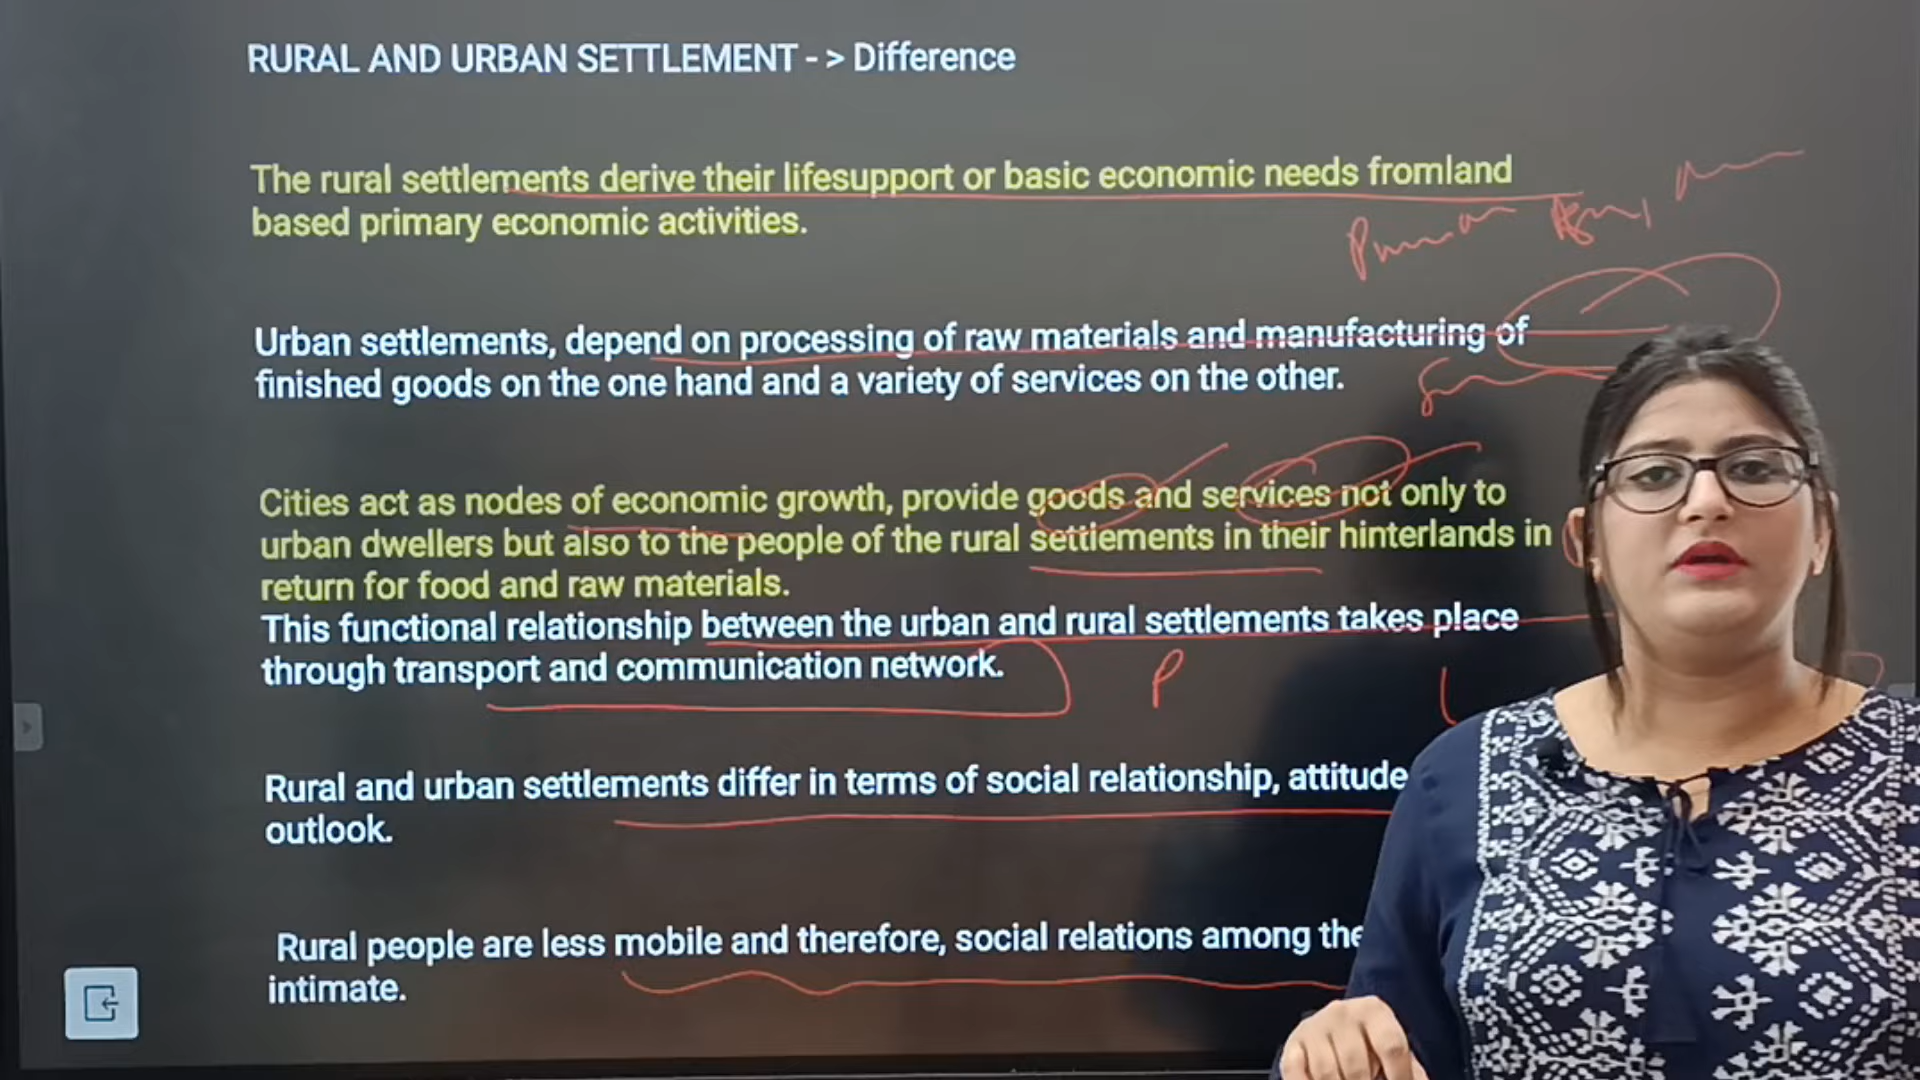 RURAL AND URBAN SETTLEMENT - > Difference
The rural settlements derive their lifesupport or basic economic needs fromland
based primary economic activities.
Urban settlements, depend on processing of raw materials and manufacturing of
finished goods on the one hand and a variety of services on the other.
Cities act as nodes of economic growth, provide goods and services not only to
urban dwellers but also to the people of the rural settlements in their hinterlands in
return for food and raw materials.
This functional relationship between the urban and rural settlements takes place
through transport and communication network.
P
Rural and urban settlements differ in terms of social relationship, attitude
outlook.
Rural people are less mobile and therefore, social relations among
intimate.